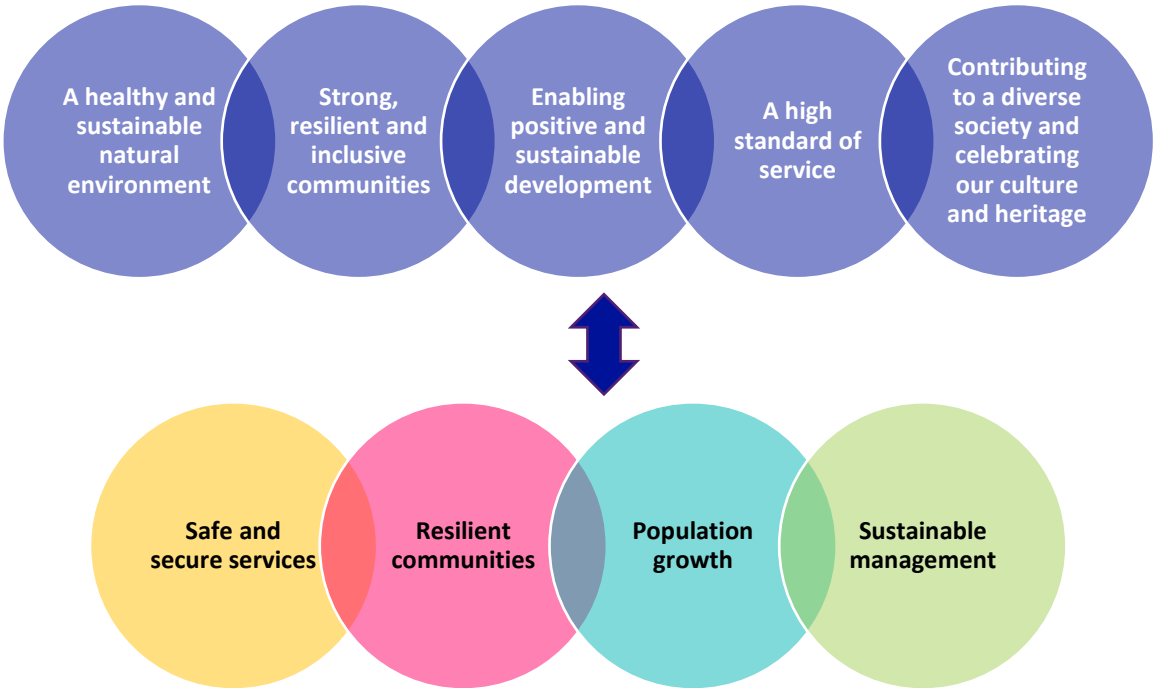 A healthy and
sustainable
natural
environment
Strong,
resilient and
inclusive
communities
Enabling
positive and
sustainable
development
A high
standard of
service
Contributing
to a diverse
society and
celebrating
our culture
and heritage
Safe and
secure services
Resilient
communities
Population
growth
Sustainable
management